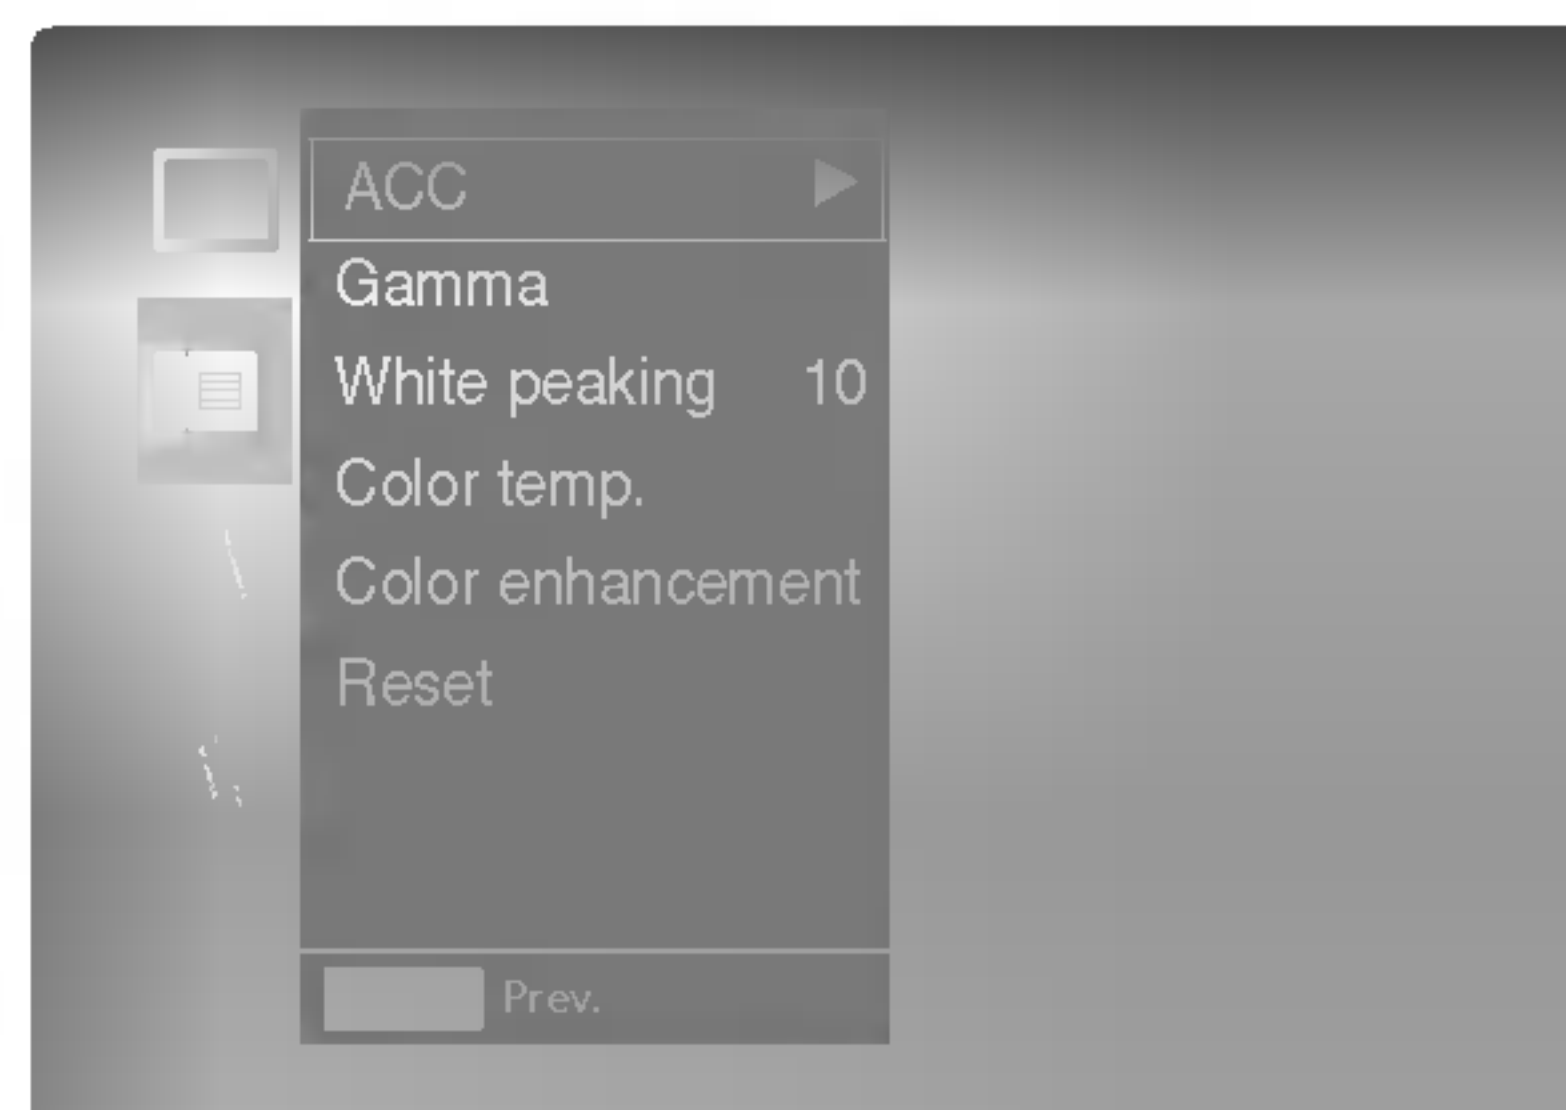 ACC
Gamma
White peaking 10
Color temp.
Color enhancement
Reset
Prev.